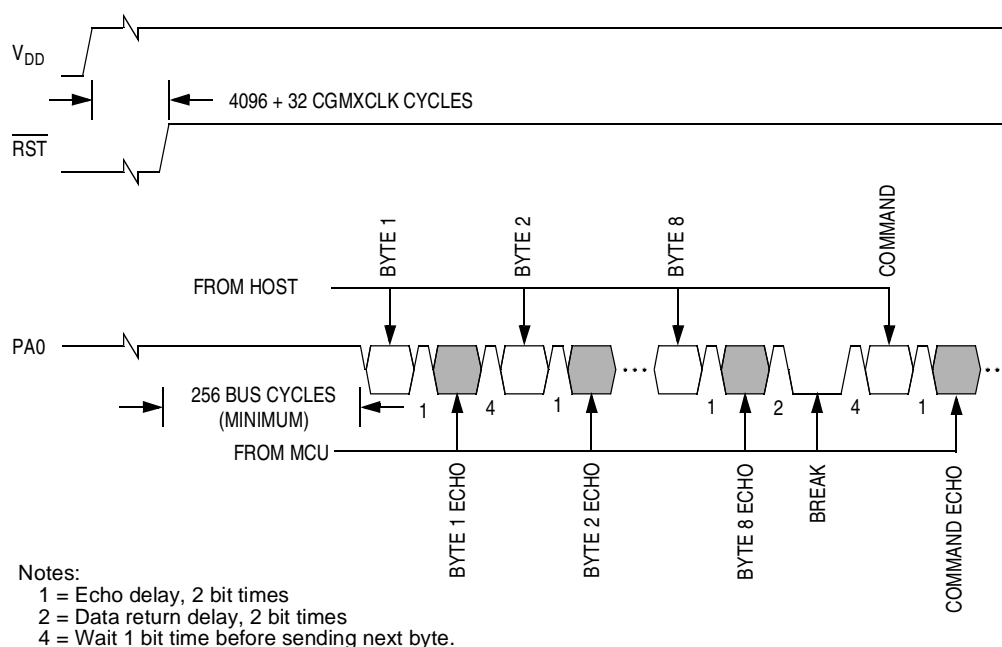 VDD
4096 + 32 CGMXCLK CYCLES
RST
BYTE 1
BYTE 2
BYTE 8
COMMAND
FROM HOST
PA0
256 BUS CYCLES
(MINIMUM)
1
4
1
...
1
2
4
1
...
FROM MCU
BYTE 1 ECHO
BYTE 2 ECHO
BYTE 8 ECHO
BREAK
COMMAND ECHO
Notes:
1 = Echo delay, 2 bit times
2 = Data return delay, 2 bit times
4 = Wait 1 bit time before sending next byte.